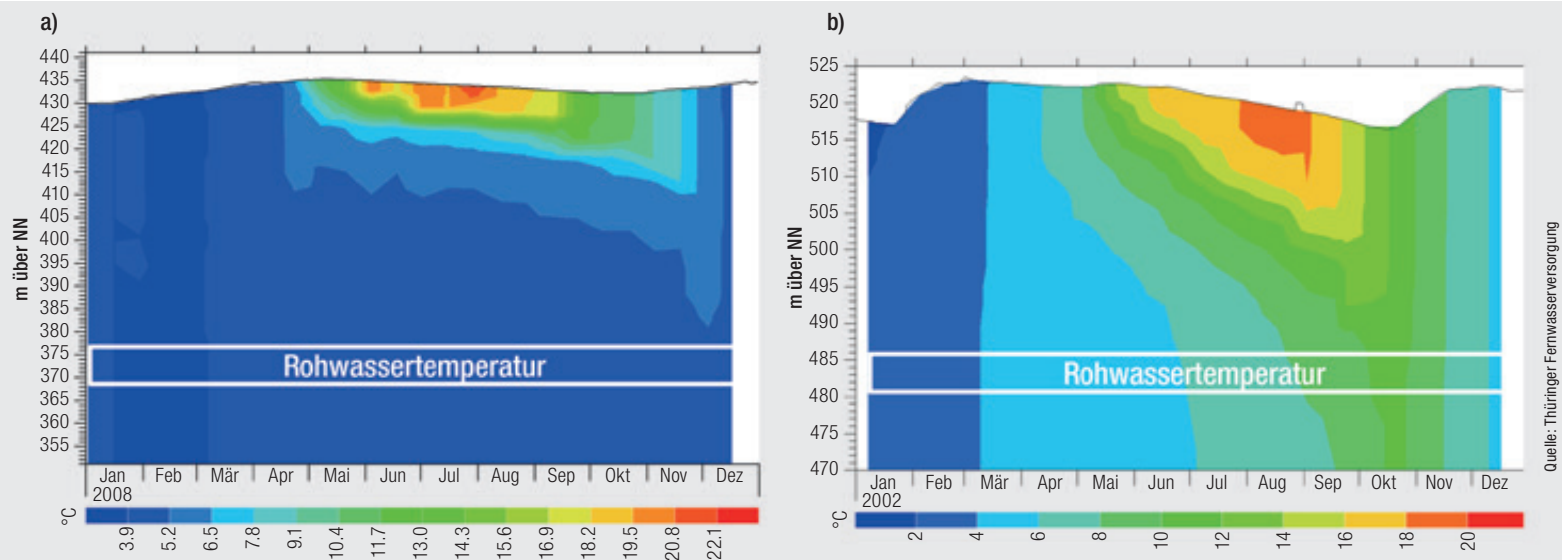 a)
m über NN
440
435
430
425
420
415
410
405
400
395
390
385
380
375
370
365
360
355
Rohwassertemperatur
Jan Feb Mär Apr Mai Jun Jul Aug Sep Okt Nov Dez
2008
°C
3.9 5.2 6.5 7.8 9.1 10.4 11.7 13.0 14.3 15.6 16.9 18.2 19.5 20.8 22.1
b)
m über NN
525
520
515
510
505
500
495
490
485
480
475
470
Rohwassertemperatur
Jan Feb Mär Apr Mai Jun Jul Aug Sep Okt Nov Dez
2002
°C
2 4 6 8 10 12 14 16 18 20
Quelle: Thüringer Fernwasserversorgung